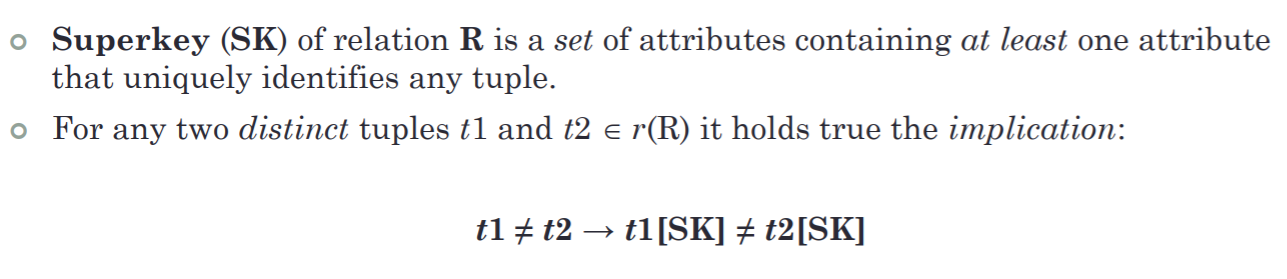 Superkey (SK) of relation R is a set of attributes containing at least one attribute
that uniquely identifies any tuple.
For any two distinct tuples t1 and t2 ∈ r(R) it holds true the implication:
t1 ≠ t2 → t1[SK] ≠ t2[SK]